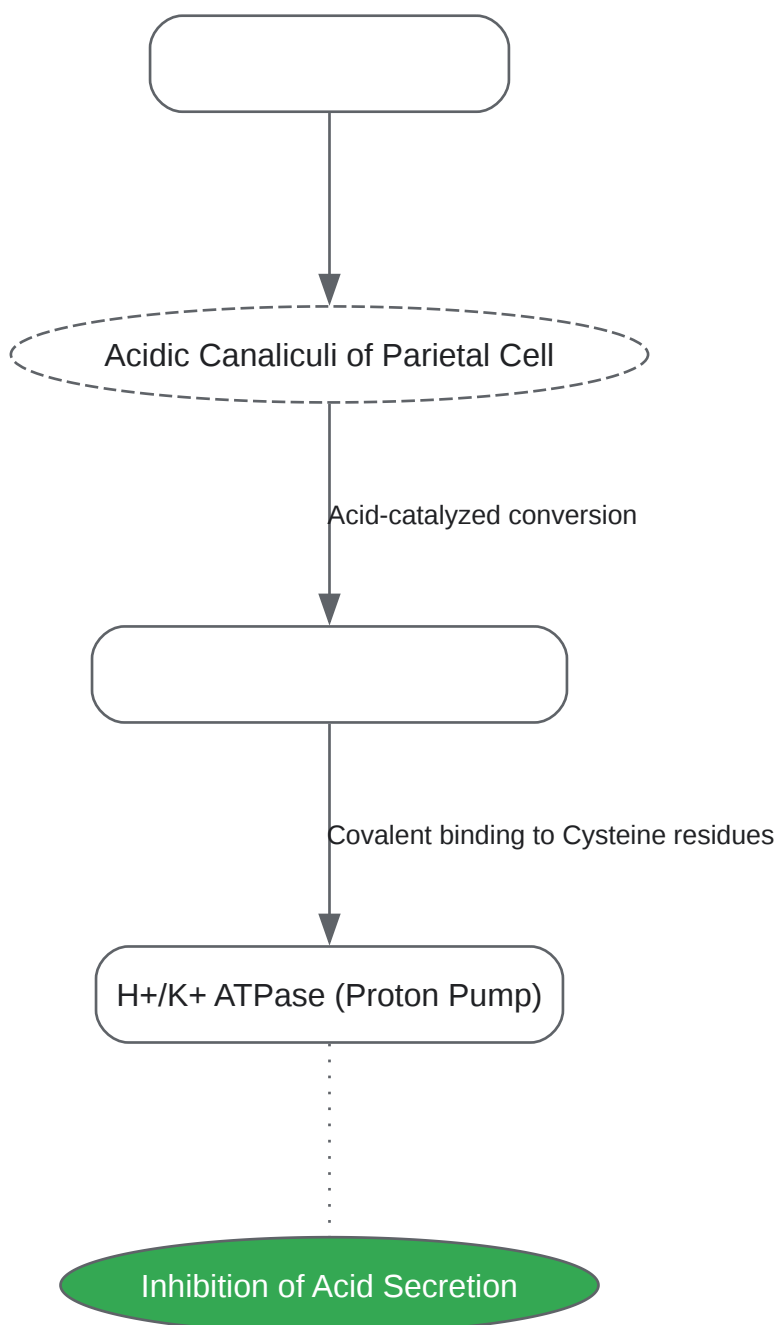 Acidic Canaliculi of Parietal Cell
Acid-catalyzed conversion
Covalent binding to Cysteine residues
H+/K+ ATPase (Proton Pump)
Inhibition of Acid Secretion